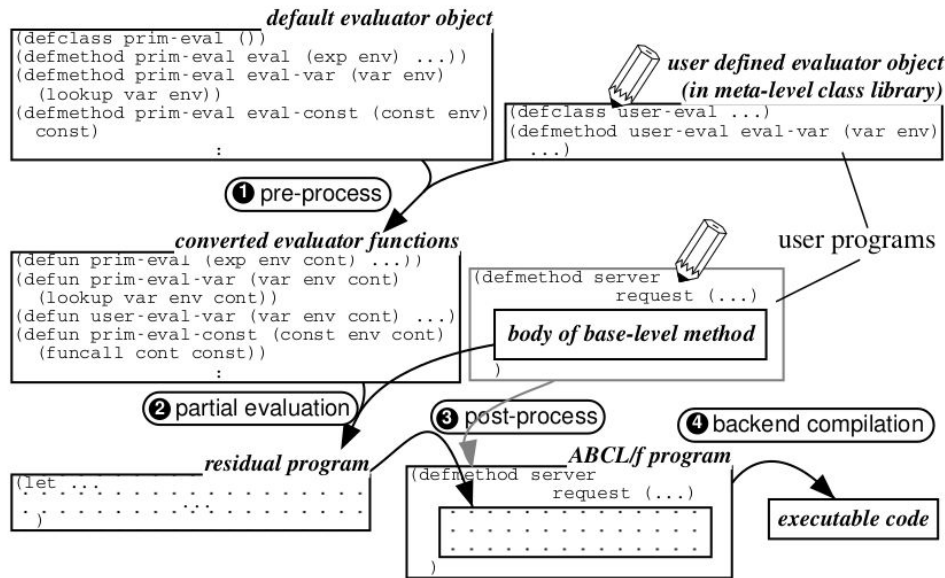 default evaluator object
(defclass prim-eval ())
(defmethod prim-eval eval (exp env) ...))
(defmethod prim-eval eval-var (var env)
(lookup var env))
(defmethod prim-eval eval-const (const env)
const)
:
user defined evaluator object
(in meta-level class library)
(defclass user-eval ...)
(defmethod user-eval eval-var (var env)
...)
1 pre-process
user programs
converted evaluator functions
(defun prim-eval (exp env cont) ...))
(defun prim-eval-var (var env cont)
(lookup var env cont))
(defun user-eval-var (var env cont) ...)
(defun prim-eval-const (const env cont)
(funcall cont const))
:
(defmethod server
request (...)
body of base-level method
)
2 partial evaluation
3 post-process
4 backend compilation
residual program
(let ...
)
ABCL/f program
(defmethod server
request (...)
)
executable code